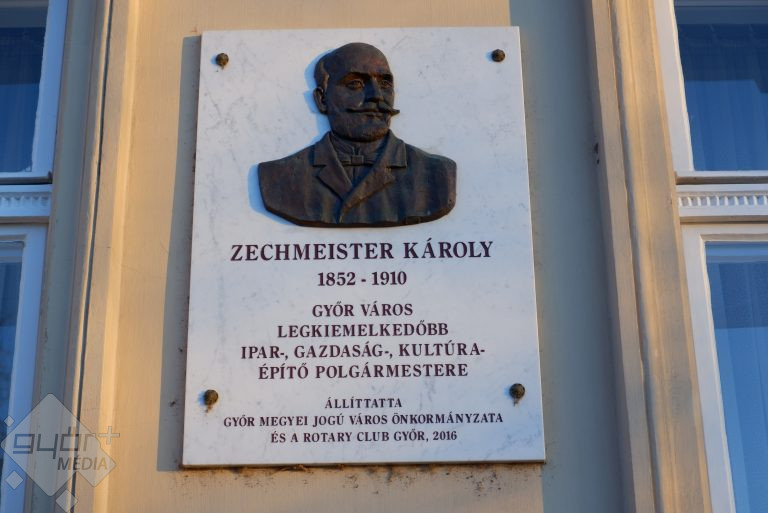 ZECHMEISTER KÁROLY
1852 - 1910
GYŐR VÁROS
LEGKIEMELKEDŐBB
IPAR-, GAZDASÁG-, KULTÚRA-
ÉPÍTŐ POLGÁRMESTERE
ÁLLÍTTATTA
GYŐR MEGYEI JOGÚ VÁROS ÖNKORMÁNYZATA
ÉS A ROTARY CLUB GYŐR, 2016
győr+
MÉDIA